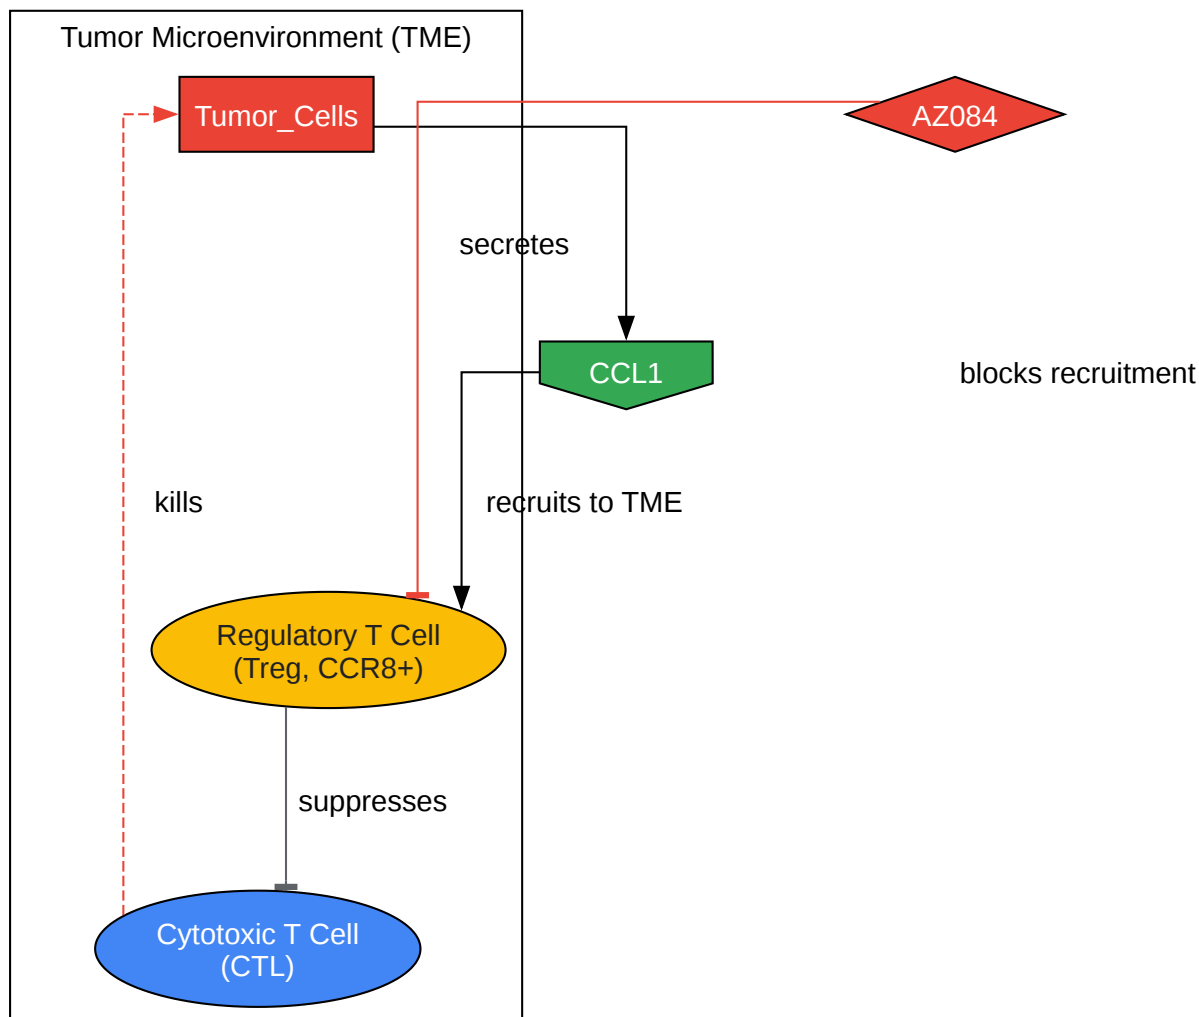 Tumor Microenvironment (TME)
Tumor_Cells
AZ084
secretes
CCL1
blocks recruitment
kills
recruits to TME
Regulatory T Cell
(Treg, CCR8+)
suppresses
Cytotoxic T Cell
(CTL)